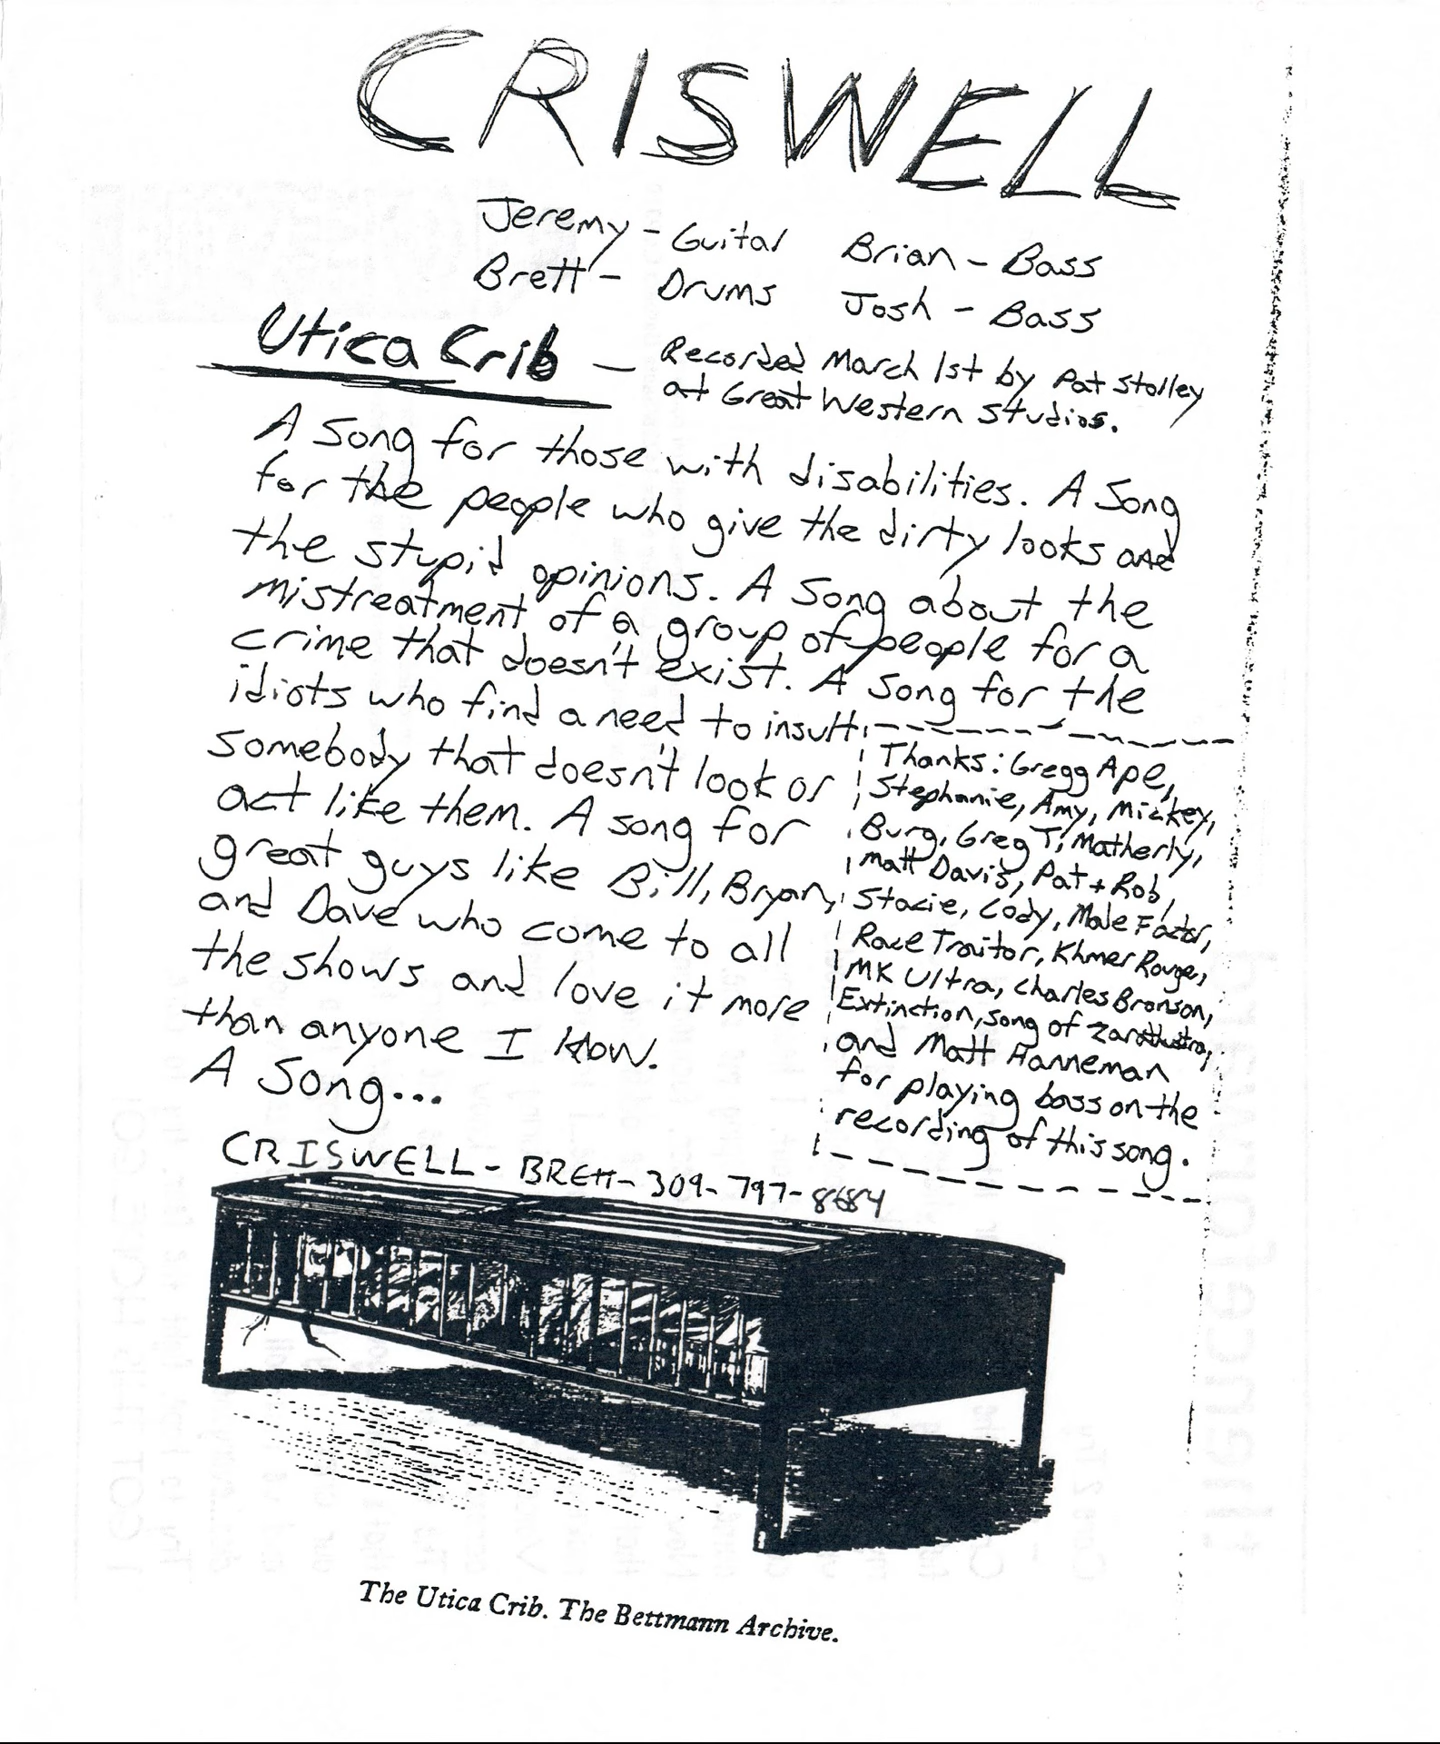 CRISWELL
Jeremy - Guitar Brian - Bass
Brett - Drums Josh - Bass
Utica Crib - Recorded March 1st by Pat Stolley
at Great Western Studios.
A Song for those with disabilities. A Song
for the people who give the dirty looks and
the stupid opinions. A Song about the
mistreatment of a group of people for a
crime that doesn't exist. A Song for the
idiots who find a need to insult
somebody that doesn't look or
act like them. A song for
great guys like Bill, Bryan,
and Dave who come to all
the shows and love it more
than anyone I know.
A Song...
Thanks: Gregg Ape,
Stephanie, Amy, Mickey,
Burg, Greg T, Matherly,
Matt Davis, Pat + Rob,
Stacie, Cody, Male Factor,
Race Traitor, Khmer Rouge,
MK Ultra, Charles Bronson,
Extinction, song of Zarathustra,
and Matt Hanneman
for playing bass on the
recording of this song.
CRISWELL - BRETT - 309-797-8684
The Utica Crib. The Bettmann Archive.